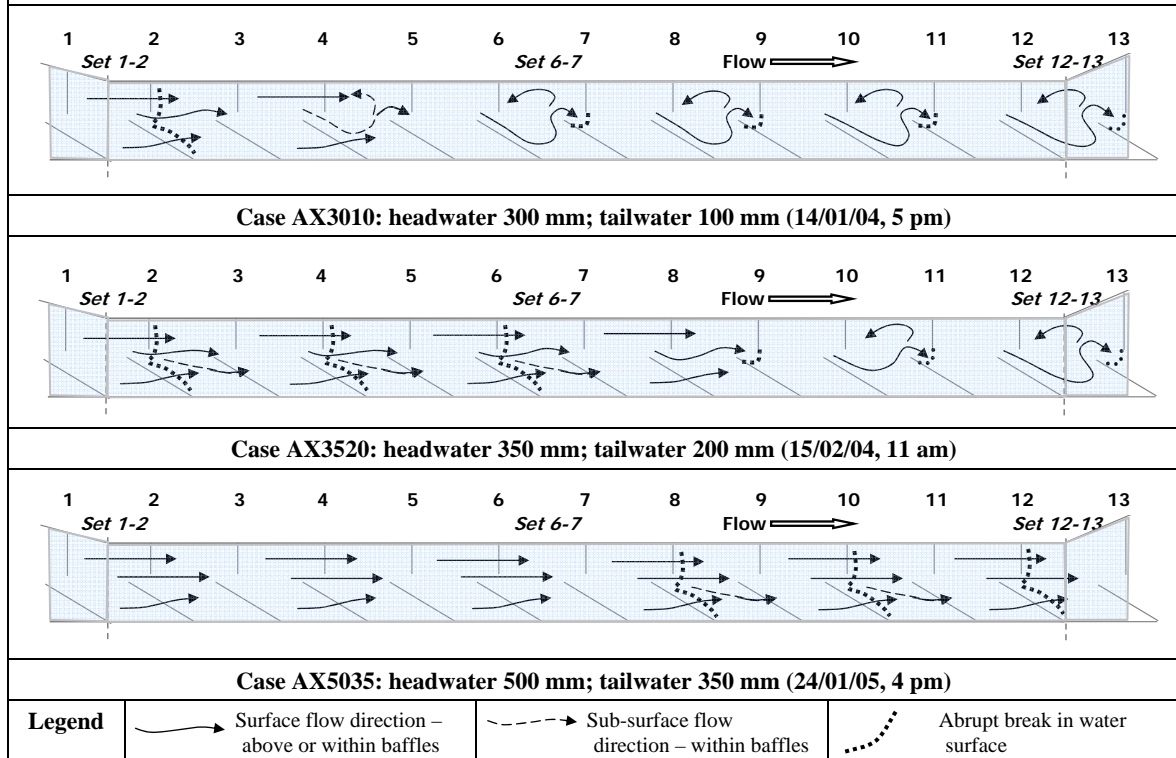 1 2 3 4 5 6 7 8 9 10 11 12 13
Set 1-2 Set 6-7 Flow Set 12-13
Case AX3010: headwater 300 mm; tailwater 100 mm (14/01/04, 5 pm)
1 2 3 4 5 6 7 8 9 10 11 12 13
Set 1-2 Set 6-7 Flow Set 12-13
Case AX3520: headwater 350 mm; tailwater 200 mm (15/02/04, 11 am)
1 2 3 4 5 6 7 8 9 10 11 12 13
Set 1-2 Set 6-7 Flow Set 12-13
Case AX5035: headwater 500 mm; tailwater 350 mm (24/01/05, 4 pm)
Legend
Surface flow direction –
above or within baffles
Sub-surface flow
direction – within baffles
Abrupt break in water
surface